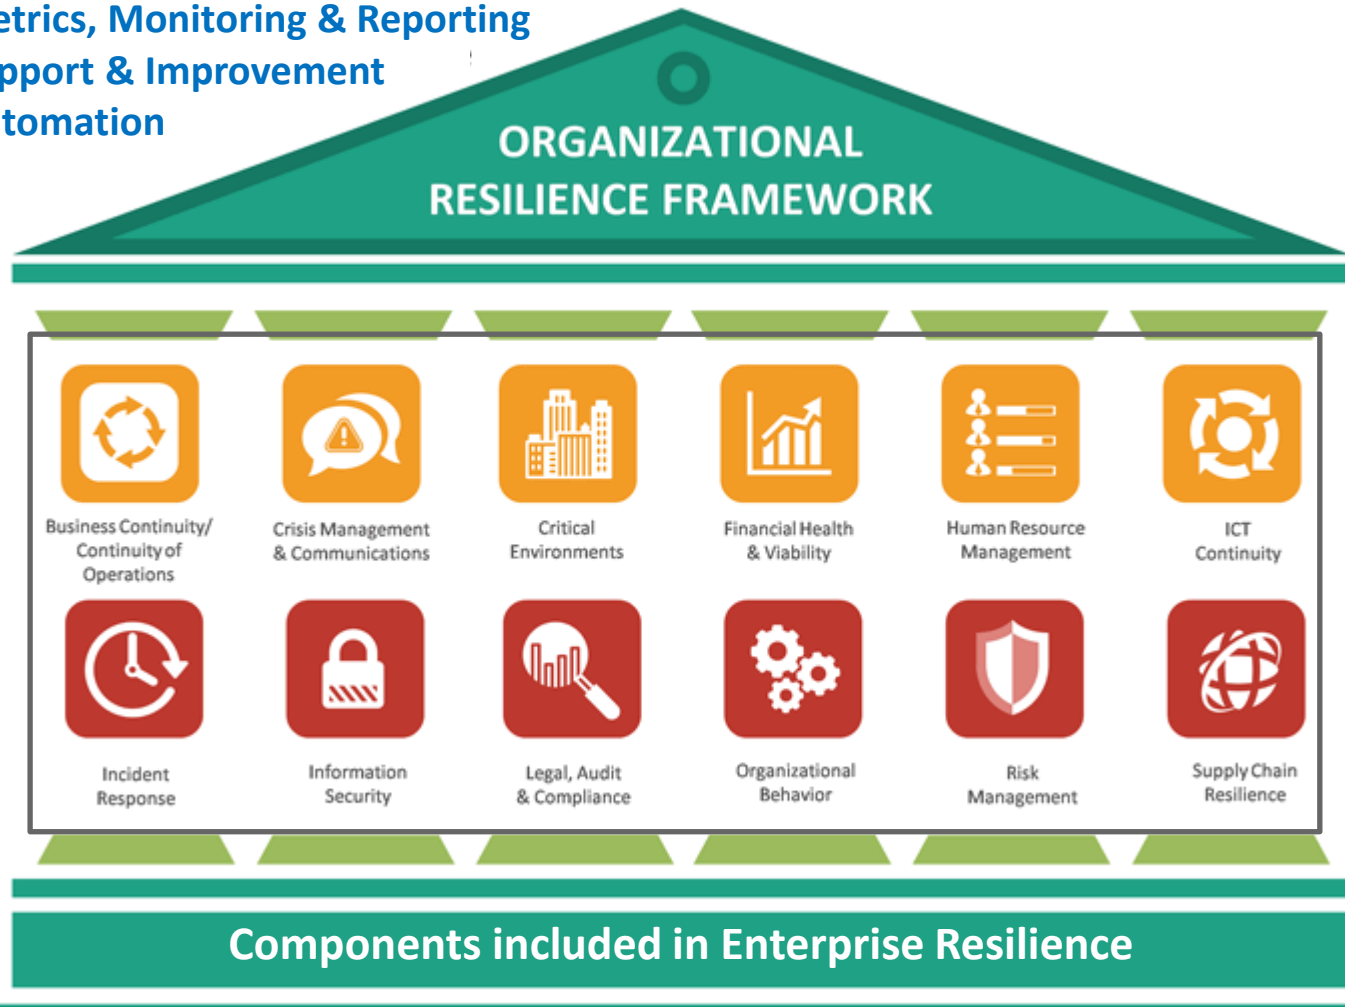 etrics, Monitoring & Reporting
pport & Improvement
tomation
ORGANIZATIONAL
RESILIENCE FRAMEWORK
Business Continuity/
Continuity of
Operations
Crisis Management
& Communications
Critical
Environments
Financial Health
& Viability
Human Resource
Management
ICT
Continuity
Incident
Response
Information
Security
Legal, Audit
& Compliance
Organizational
Behavior
Risk
Management
Supply Chain
Resilience
Components included in Enterprise Resilience